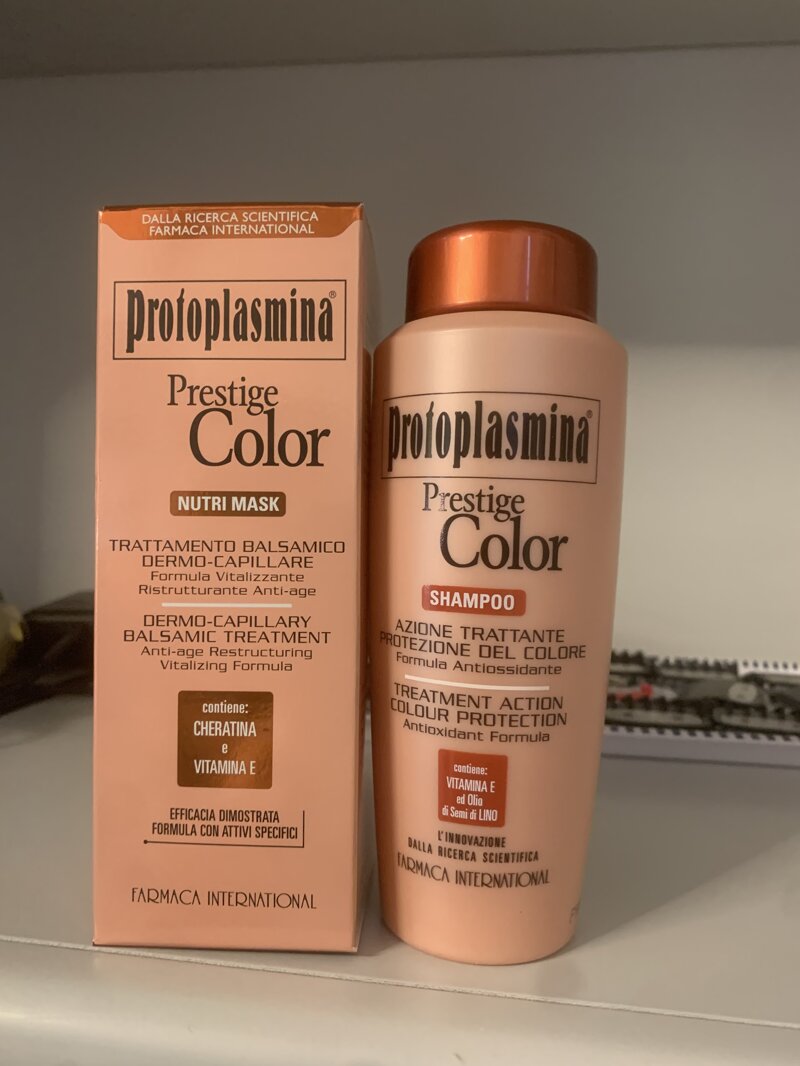 DALLA RICERCA SCIENTIFICA
FARMACA INTERNATIONAL
Protoplasmina®
Prestige
Color
NUTRI MASK
TRATTAMENTO BALSAMICO
DERMO-CAPILLARE
Formula Vitalizzante
Ristrutturante Anti-age
DERMO-CAPILLARY
BALSAMIC TREATMENT
Anti-age Restructuring
Vitalizing Formula
contiene:
CHERATINA
e
VITAMINA E
EFFICACIA DIMOSTRATA
FORMULA CON ATTIVI SPECIFICI
FARMACA INTERNATIONAL
Protoplasmina®
Prestige
Color
SHAMPOO
AZIONE TRATTANTE
PROTEZIONE DEL COLORE
Formula Antiossidante
TREATMENT ACTION
COLOUR PROTECTION
Antioxidant Formula
contiene:
VITAMINA E
ed Olio
di Semi di LINO
L'INNOVAZIONE
DALLA RICERCA SCIENTIFICA
FARMACA INTERNATIONAL